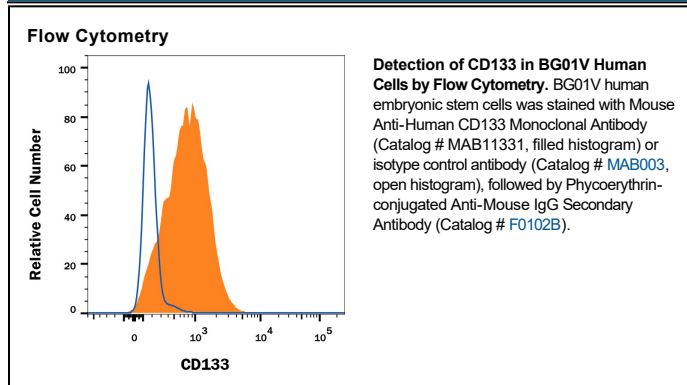 Flow Cytometry
100
80
60
40
20
0
Relative Cell Number
0
10³
10⁴
10⁵
CD133
Detection of CD133 in BG01V Human
Cells by Flow Cytometry. BG01V human
embryonic stem cells was stained with Mouse
Anti-Human CD133 Monoclonal Antibody
(Catalog # MAB11331, filled histogram) or
isotype control antibody (Catalog # MAB003,
open histogram), followed by Phycoerythrin-
conjugated Anti-Mouse IgG Secondary
Antibody (Catalog # F0102B).